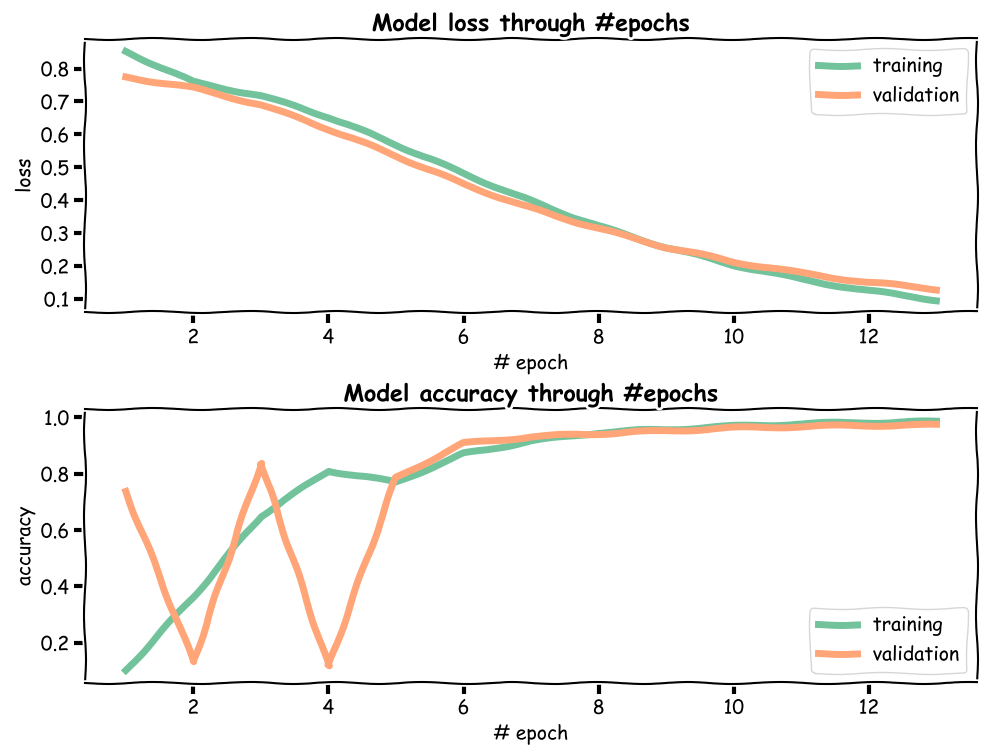 Model loss through #epochs
0.8
0.7
0.6
0.5
0.4
0.3
0.2
0.1
loss
training
validation
2 4 6 8 10 12
# epoch
Model accuracy through #epochs
1.0
0.8
0.6
0.4
0.2
accuracy
training
validation
2 4 6 8 10 12
# epoch